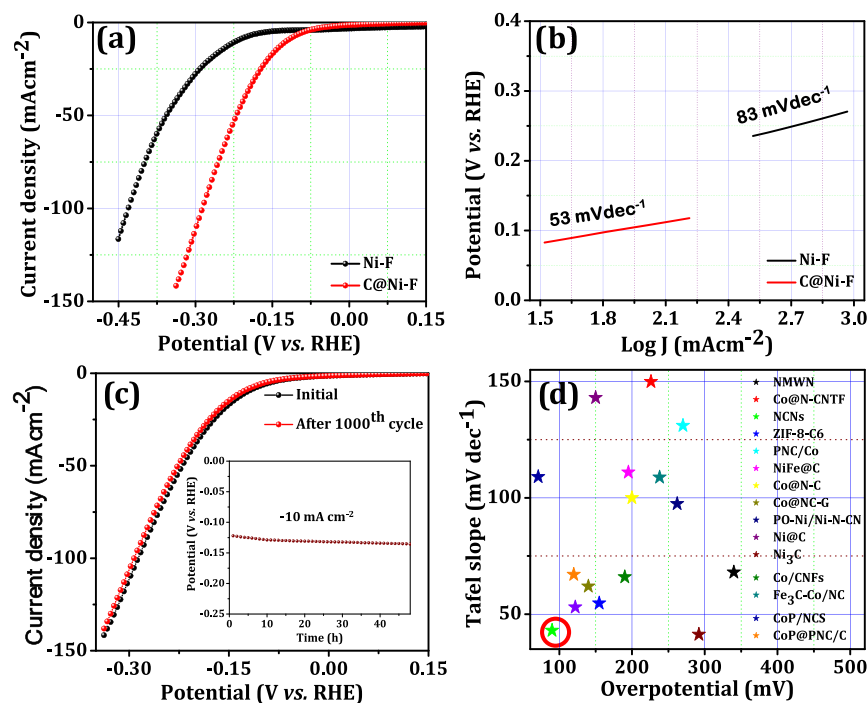 (a)
0
-50
-100
-150
Current density (mAcm⁻²)
Ni-F
C@Ni-F
-0.45 -0.30 -0.15 0.00 0.15
Potential (V vs. RHE)
(b)
0.4
0.3
0.2
0.1
0.0
Potential (V vs. RHE)
83 mVdec⁻¹
53 mVdec⁻¹
Ni-F
C@Ni-F
1.5 1.8 2.1 2.4 2.7 3.0
Log J (mAcm⁻²)
(c)
0
-50
-100
-150
Current density (mAcm⁻²)
Initial
After 1000th cycle
0.00
-0.05
-0.10
-0.15
-0.20
-0.25
Potential (V vs. RHE)
-10 mA cm⁻²
0 10 20 30 40
Time (h)
-0.30 -0.15 0.00 0.15
Potential (V vs. RHE)
(d)
150
100
50
Tafel slope (mV dec⁻¹)
NMWN
Co@N-CNTF
NCNs
ZIF-8-C6
PNC/Co
NiFe@C
Co@N-C
Co@NC-G
PO-Ni/Ni-N-CN
Ni@C
Ni₃C
Co/CNFs
Fe₃C-Co/NC
CoP/NCS
CoP@PNC/C
100 200 300 400 500
Overpotential (mV)